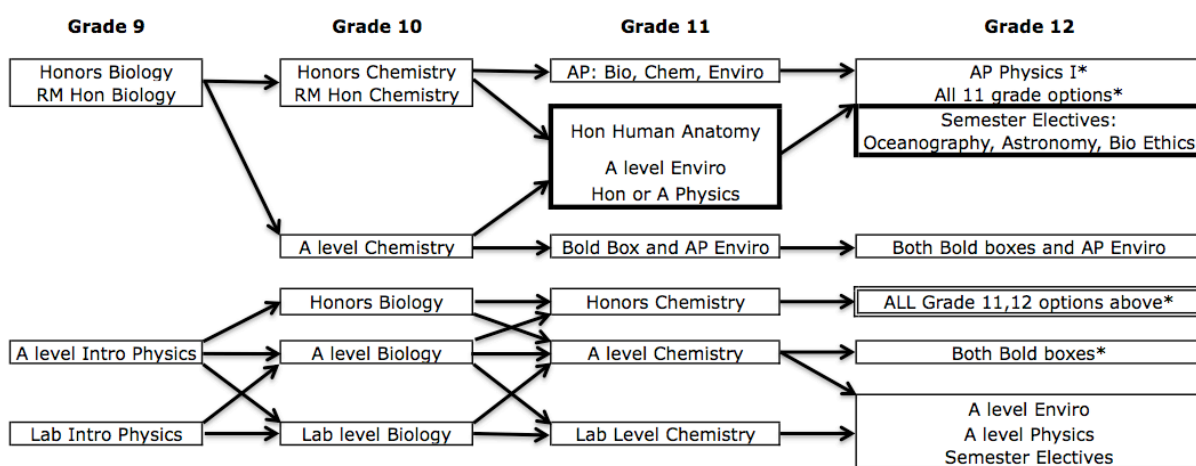 Grade 9
Grade 10
Grade 11
Grade 12
Honors Biology
RM Hon Biology
Honors Chemistry
RM Hon Chemistry
AP: Bio, Chem, Enviro
AP Physics I*
All 11 grade options*
Hon Human Anatomy
A level Enviro
Hon or A Physics
Semester Electives:
Oceanography, Astronomy, Bio Ethics
A level Chemistry
Bold Box and AP Enviro
Both Bold boxes and AP Enviro
Honors Biology
Honors Chemistry
ALL Grade 11,12 options above*
A level Intro Physics
A level Biology
A level Chemistry
Both Bold boxes*
Lab Intro Physics
Lab level Biology
Lab Level Chemistry
A level Enviro
A level Physics
Semester Electives